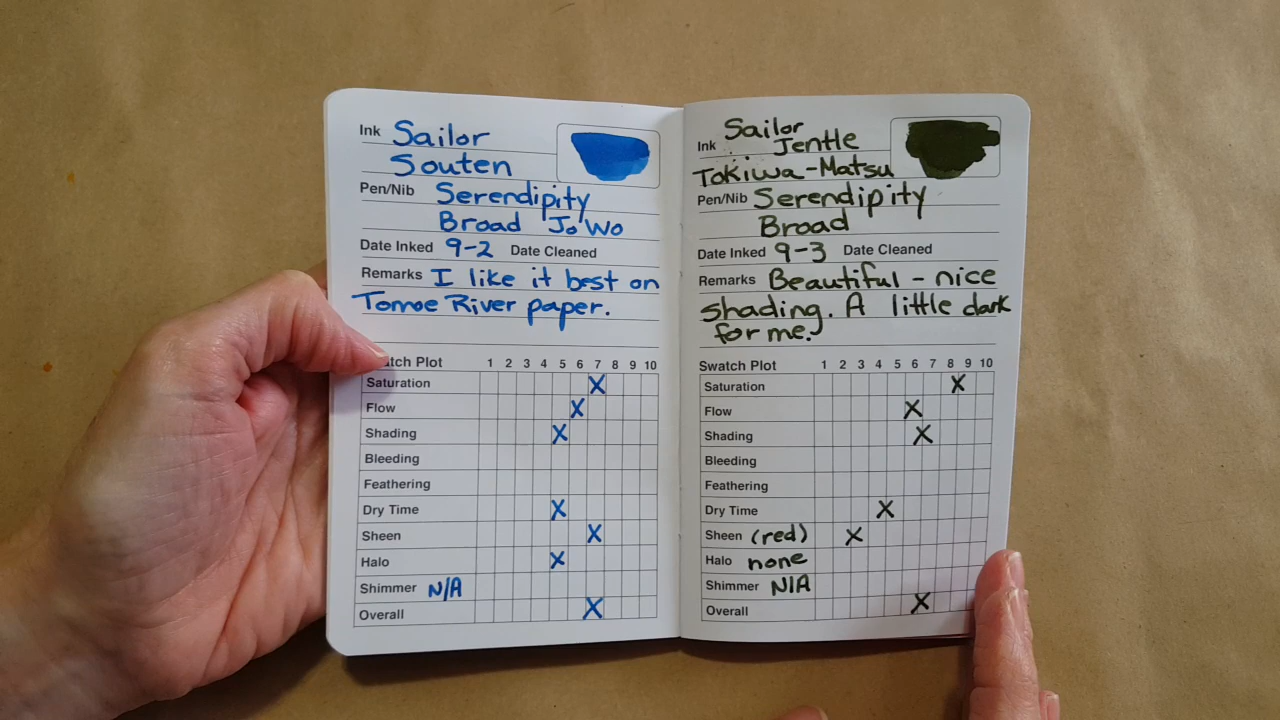 Ink Sailor
Souten
Pen/Nib Serendipity
Broad JoWo
Date Inked 9-2 Date Cleaned
Remarks I like it best on
Tomoe River paper.
Swatch Plot 1 2 3 4 5 6 7 8 9 10
Saturation X
Flow X
Shading X
Bleeding
Feathering
Dry Time X
Sheen X
Halo X
Shimmer N/A
Overall X
Ink Sailor
Jentle
Tokiwa-Matsu
Pen/Nib Serendipity
Broad
Date Inked 9-3 Date Cleaned
Remarks Beautiful - nice
shading. A little dark
for me.
Swatch Plot 1 2 3 4 5 6 7 8 9 10
Saturation X
Flow X
Shading X
Bleeding
Feathering
Dry Time X
Sheen (red) X
Halo none
Shimmer N/A
Overall X